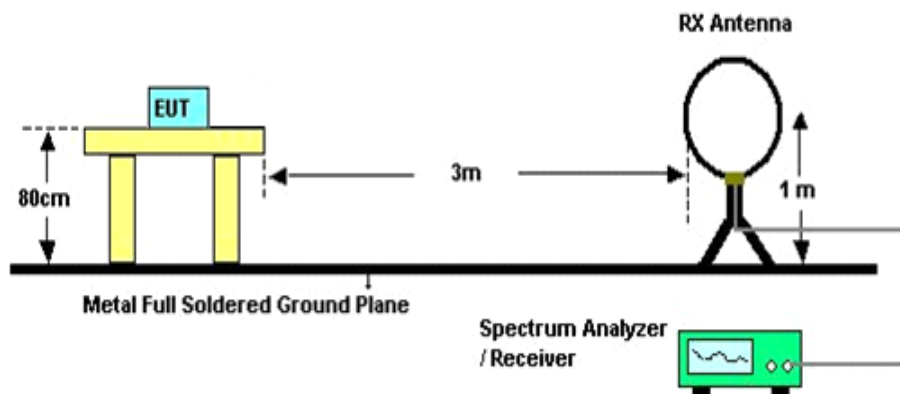 RX Antenna
EUT
80cm
3m
1 m
Metal Full Soldered Ground Plane
Spectrum Analyzer
/ Receiver